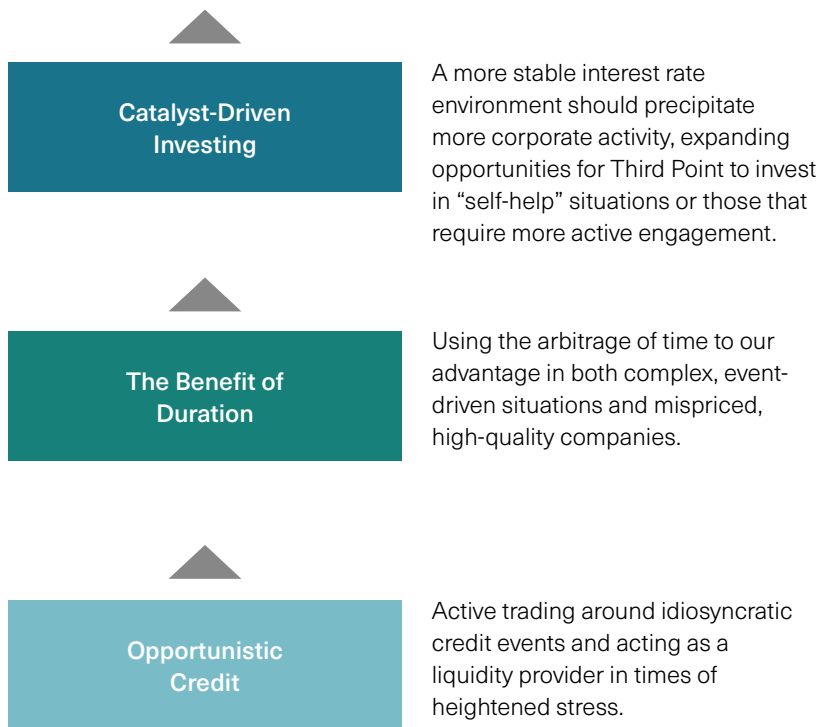 Catalyst-Driven
Investing
A more stable interest rate
environment should precipitate
more corporate activity, expanding
opportunities for Third Point to invest
in “self-help” situations or those that
require more active engagement.
The Benefit of
Duration
Using the arbitrage of time to our
advantage in both complex, event-
driven situations and mispriced,
high-quality companies.
Opportunistic
Credit
Active trading around idiosyncratic
credit events and acting as a
liquidity provider in times of
heightened stress.